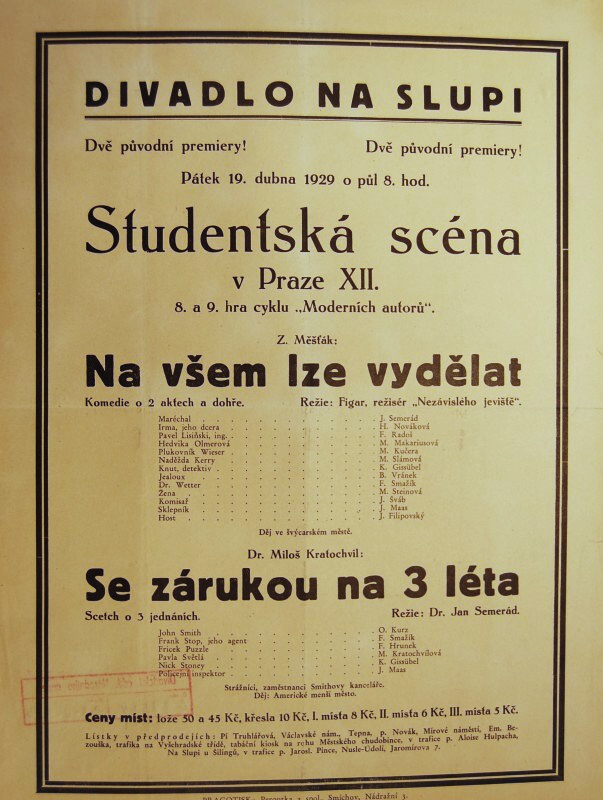 DIVADLO NA SLUPI
Dvě původní premiery! Dvě původní premiery!
Pátek 19. dubna 1929 o půl 8. hod.
Studentská scéna
v Praze XII.
8. a 9. hra cyklu „Moderních autorů“.
Z. Měšťák:
Na všem lze vydělat
Komedie o 2 aktech a dohře. Režie: Figar, režisér „Nezávislého jeviště“.
Maréchal . . . . . . . . . . . J. Semerád
Irma, jeho dcera . . . . . . . . . . . H. Nováková
Pavel Lisiński, ing. . . . . . . . . . . . F. Radoš
Hedvika Olmerová . . . . . . . . . . . M. Makariusová
Plukovník Wieser . . . . . . . . . . . M. Kučera
Naděžda Kerry . . . . . . . . . . . M. Slámová
Knut, detektiv . . . . . . . . . . . K. Gissübel
Jealoux . . . . . . . . . . . B. Vránek
Dr. Wetter . . . . . . . . . . . F. Smažík
Žena . . . . . . . . . . . M. Steinová
Komisař . . . . . . . . . . . J. Šváb
Sklepník . . . . . . . . . . . J. Maas
Host . . . . . . . . . . . J. Filipovský
Děj ve švýcarském městě.
Dr. Miloš Kratochvil:
Se zárukou na 3 léta
Scetch o 3 jednáních. Režie: Dr. Jan Semerád.
John Smith . . . . . . . . . . . O. Kurz
Frank Stop, jeho agent . . . . . . . . . . . F. Smažík
Fricek Puzzle . . . . . . . . . . . F. Hrunek
Pavla Světlá . . . . . . . . . . . M. Kratochvílová
Nick Stoney . . . . . . . . . . . K. Gissübel
Policejní inspektor . . . . . . . . . . . J. Maas
Strážníci, zaměstnanci Smithovy kanceláře.
Děj: Americké menší město.
Ceny míst: lože 50 a 45 Kč, křesla 10 Kč, I. místa 8 Kč, II. místa 6 Kč, III. místa 5 Kč.
Lístky v předprodejích: Pí Truhlářová, Václavské nám., Tepna, p. Novák, Mírové náměstí, Em. Be-
zouška, trafika na Vyšehradské třídě, tabáční kiosk na rohu Městského chudobince, v trafice p. Aloise Hulpacha,
Na Slupi u Šilingů, v trafice p. Jarosl. Pince, Nusle-Údolí, Jaromírova 7.
PRAGOTISK: spol., Smíchov, Nádražní 3.